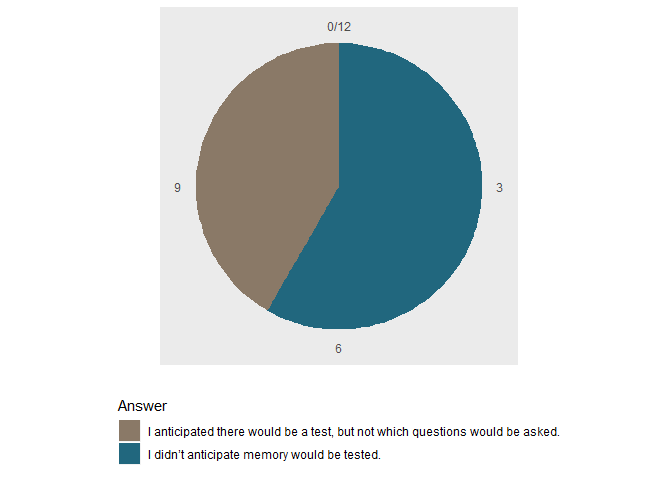 0/12
9
3
6
Answer
I anticipated there would be a test, but not which questions would be asked.
I didn’t anticipate memory would be tested.